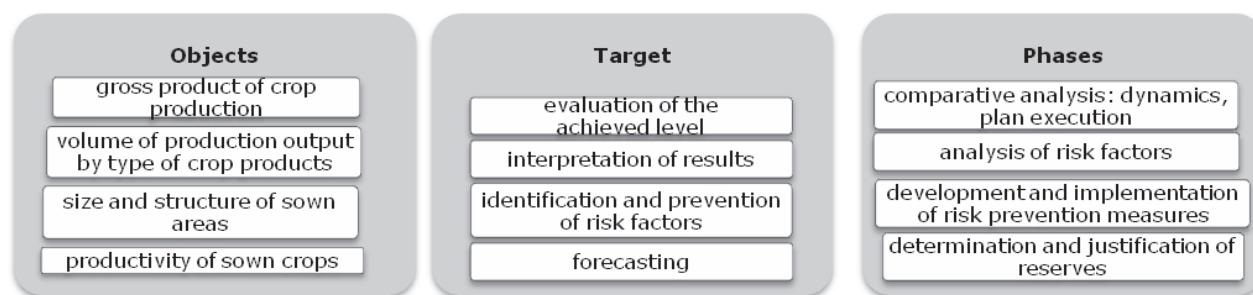 Objects
gross product of crop
production
volume of production output
by type of crop products
size and structure of sown
areas
productivity of sown crops
Target
evaluation of the
achieved level
interpretation of results
identification and prevention
of risk factors
forecasting
Phases
comparative analysis: dynamics,
plan execution
analysis of risk factors
development and implementation
of risk prevention measures
determination and justification of
reserves